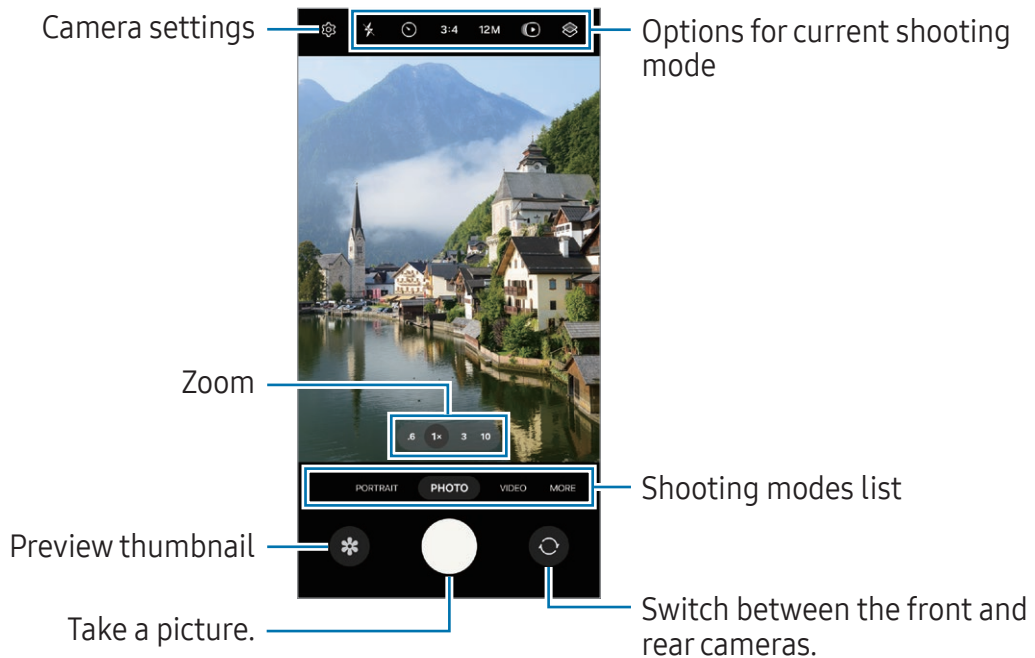 Camera settings
3:4 12M
Options for current shooting
mode
Zoom
.6 1× 3 10
PORTRAIT PHOTO VIDEO MORE
Shooting modes list
Preview thumbnail
Take a picture.
Switch between the front and
rear cameras.